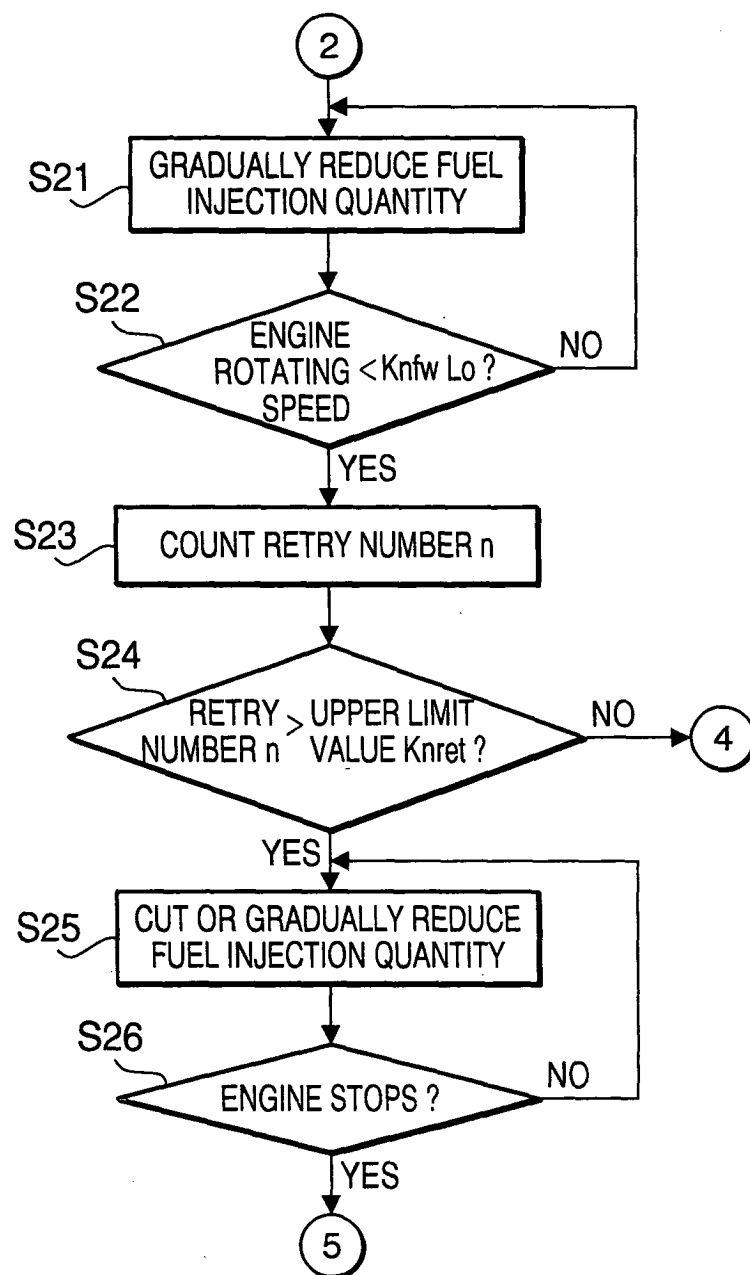 2
S21
GRADUALLY REDUCE FUEL
INJECTION QUANTITY
S22
ENGINE
ROTATING < Knfw Lo ?
SPEED
NO
YES
S23
COUNT RETRY NUMBER n
S24
RETRY > UPPER LIMIT
NUMBER n VALUE Knret ?
NO
4
YES
S25
CUT OR GRADUALLY REDUCE
FUEL INJECTION QUANTITY
S26
ENGINE STOPS ?
NO
YES
5